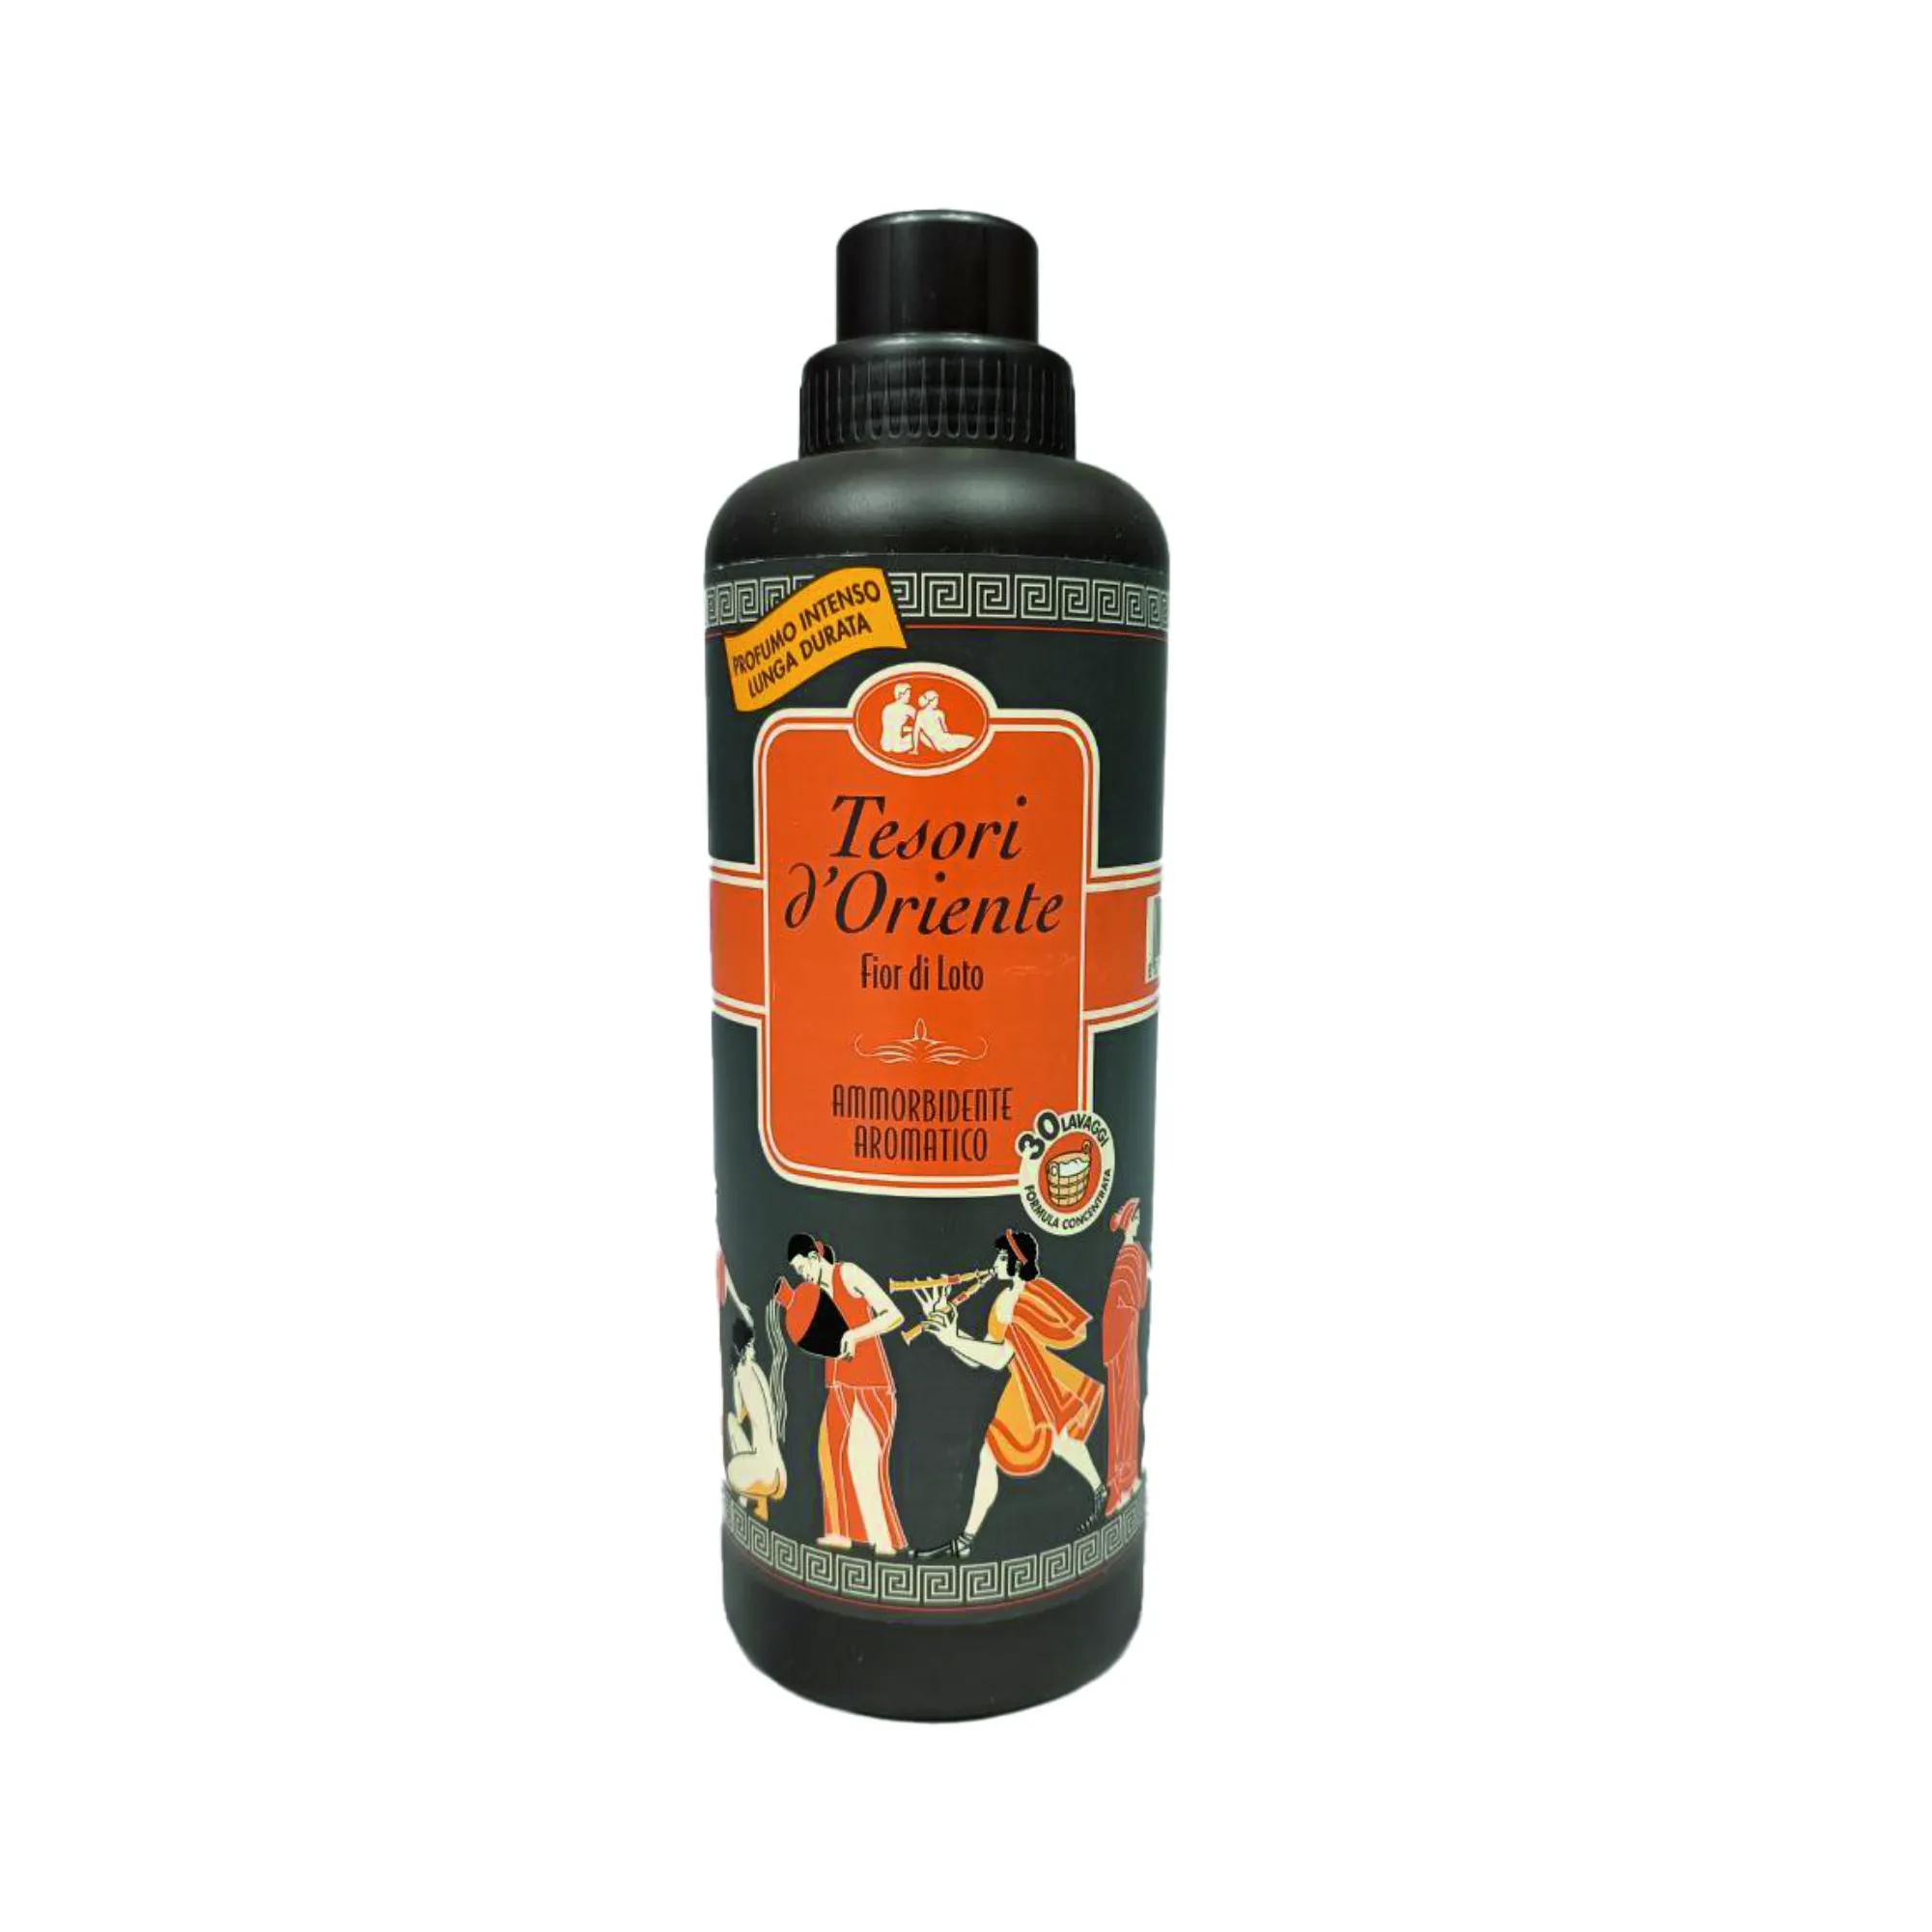 PROFUMO INTENSO
LUNGA DURATA
Tesori
d'Oriente
Fior di Loto
AMMORBIDENTE
AROMATICO
30 LAVAGGI
FORMULA CONCENTRATA